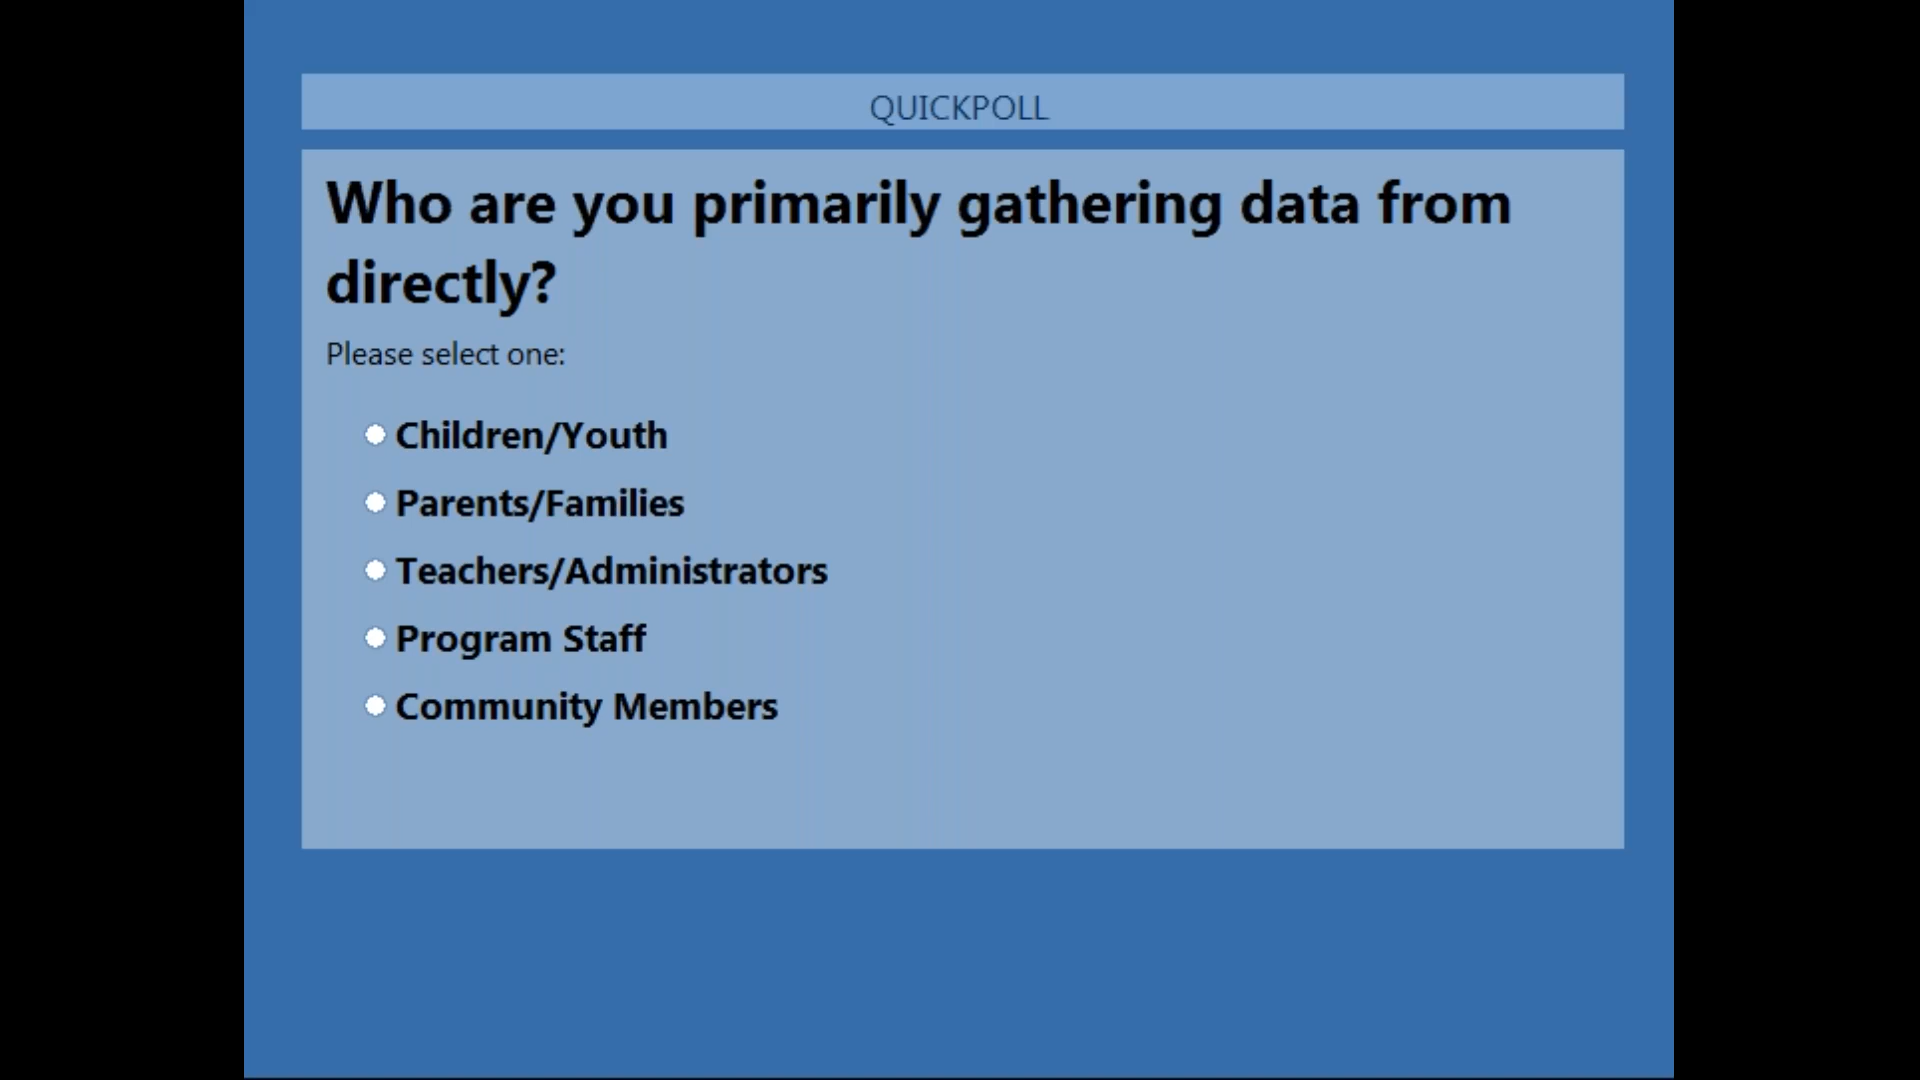 QUICKPOLL
Who are you primarily gathering data from
directly?
Please select one:
Children/Youth
Parents/Families
Teachers/Administrators
Program Staff
Community Members